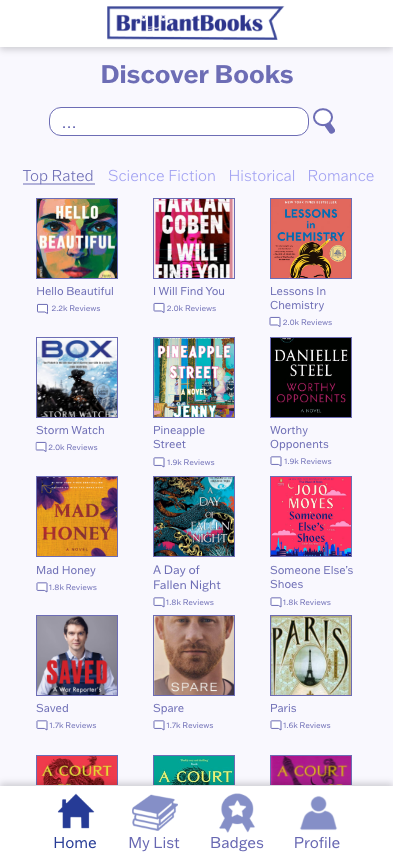 BrilliantBooks
Discover Books
...
Top Rated Science Fiction Historical Romance
HELLO
BEAUTIFUL
HARLAN
COBEN
I WILL
FIND YOU
LESSONS
in
CHEMISTRY
Hello Beautiful
I Will Find You
Lessons In
Chemistry
2.2k Reviews
2.0k Reviews
2.0k Reviews
BOX
STORM WATCH
PINEAPPLE
STREET
A NOVEL
JENNY
DANIELLE
STEEL
WORTHY
OPPONENTS
A NOVEL
Storm Watch
Pineapple
Street
Worthy
Opponents
2.0k Reviews
1.9k Reviews
1.9k Reviews
MAD
HONEY
A NOVEL
A
DAY
OF
FALLEN
NIGHT
JOJO
MOYES
Someone
Else's
Shoes
Mad Honey
A Day of
Fallen Night
Someone Else's
Shoes
1.8k Reviews
1.8k Reviews
1.8k Reviews
SAVED
A War Reporter's
SPARE
PARIS
Saved
Spare
Paris
1.7k Reviews
1.7k Reviews
1.6k Reviews
A COURT
A COURT
A COURT
Home My List Badges Profile